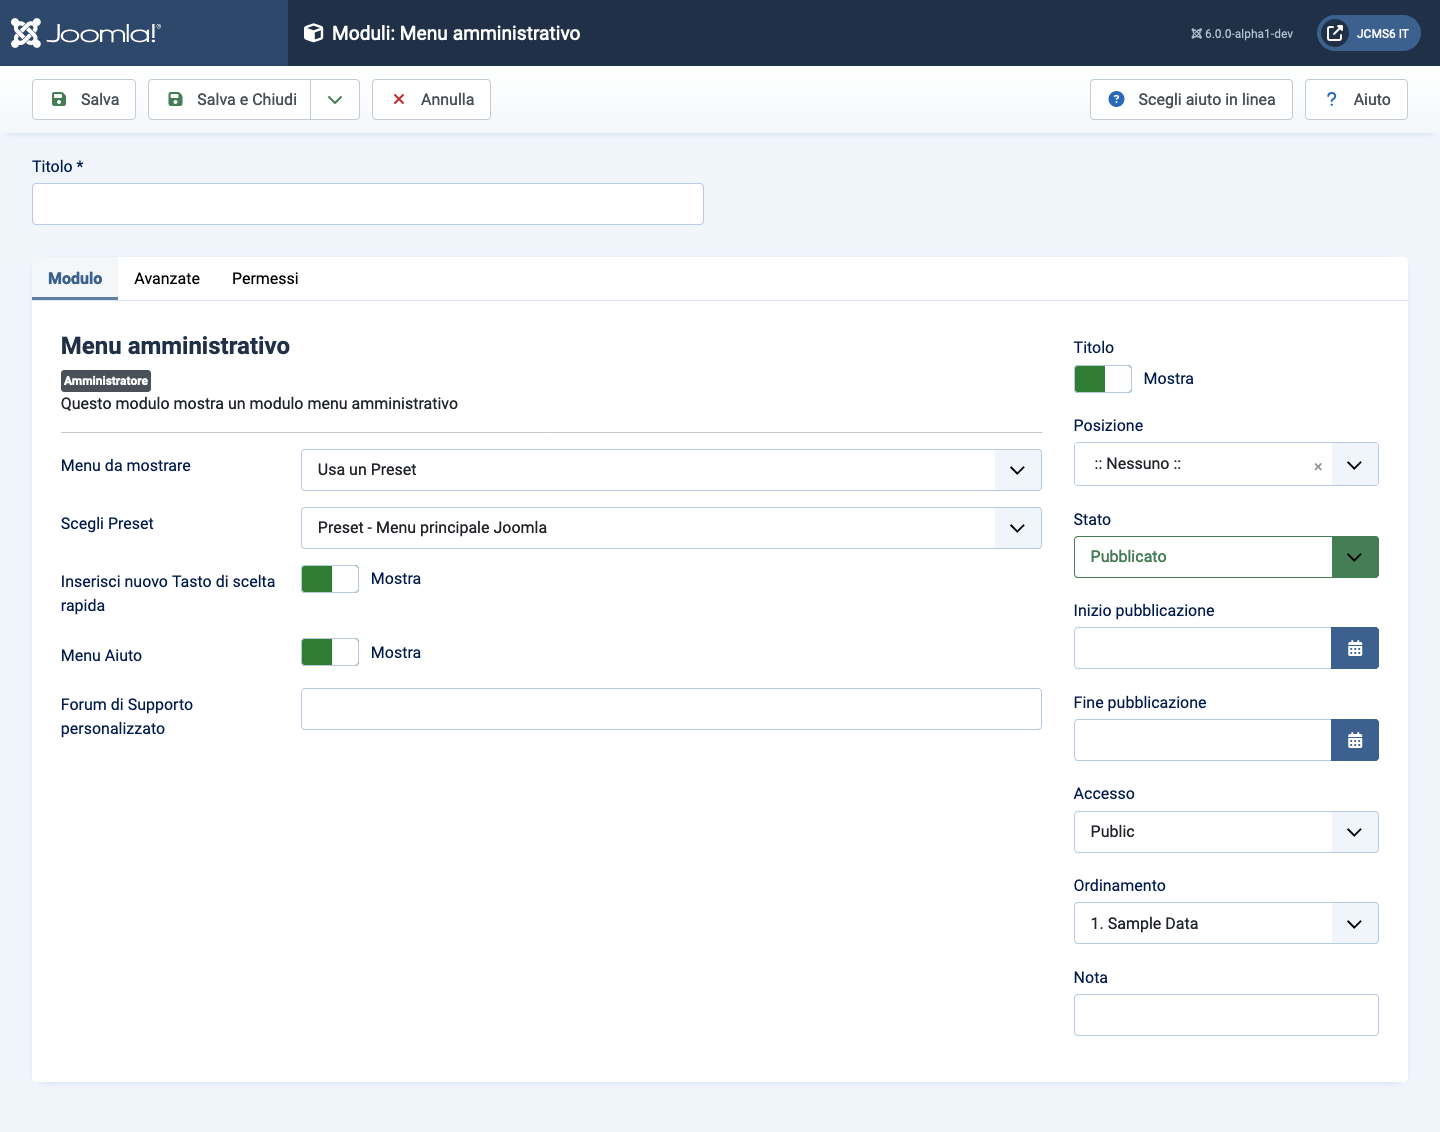 Joomla!®
Moduli: Menu amministrativo
6.0.0-alpha1-dev
JCMS6 IT
Salva
Salva e Chiudi
Annulla
Scegli aiuto in linea
? Aiuto
Titolo *
Modulo
Avanzate
Permessi
Menu amministrativo
Amministratore
Questo modulo mostra un modulo menu amministrativo
Menu da mostrare
Usa un Preset
Scegli Preset
Preset - Menu principale Joomla
Inserisci nuovo Tasto di scelta
rapida
Mostra
Menu Aiuto
Mostra
Forum di Supporto
personalizzato
Titolo
Mostra
Posizione
:: Nessuno ::
Stato
Pubblicato
Inizio pubblicazione
Fine pubblicazione
Accesso
Public
Ordinamento
1. Sample Data
Nota